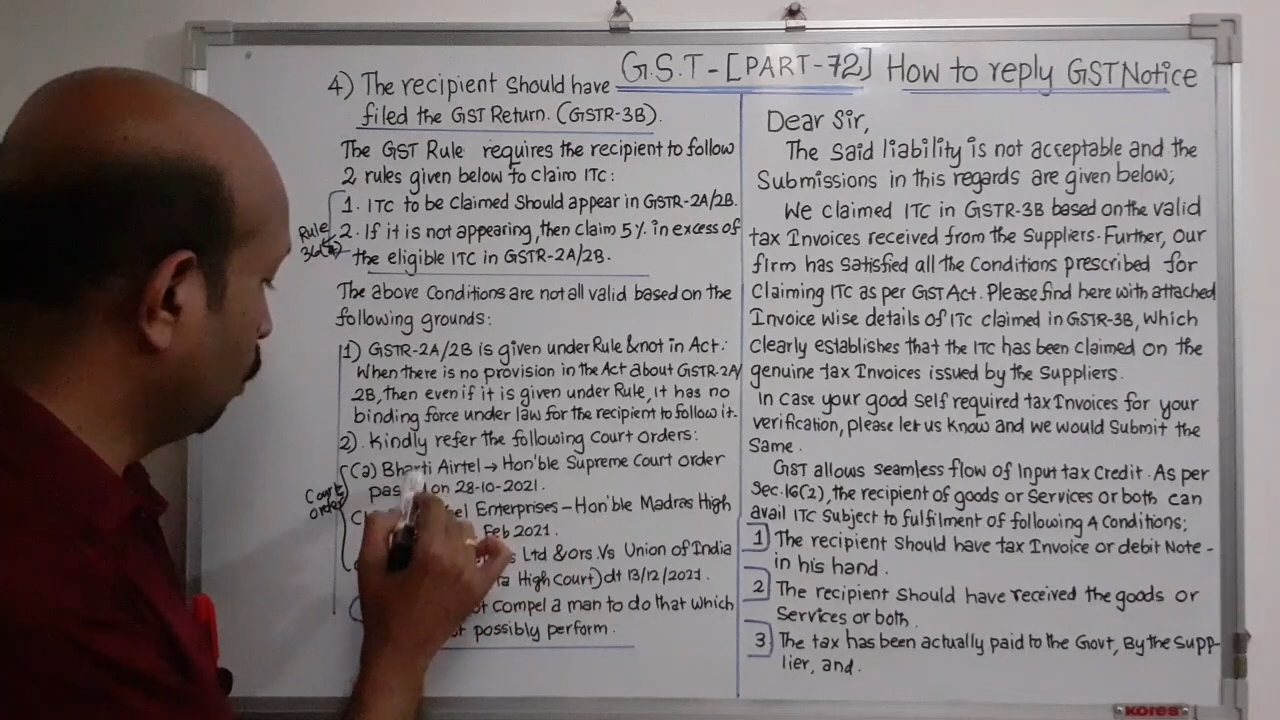 G.S.T - [PART-72] How to reply GST Notice
Dear Sir,
The Said liability is not acceptable and the
Submissions in this regards are given below;
We claimed ITC in GSTR-3B based on the valid
tax Invoices received from the Suppliers. Further, Our
firm has Satisfied all the Conditions prescribed for
Claiming ITC as per GST Act. Please find here with attached
Invoice Wise details of ITC claimed in GSTR-3B, Which
Clearly establishes that the ITC has been Claimed on the
genuine tax Invoices issued by the Suppliers.
In case your good Self required tax Invoices for your
verification, please let us know and we would Submit the
Same.
GST allows seamless flow of Input tax Credit. As per
Sec.16(2), the recipient of goods or Services or both can
avail ITC Subject to fulfilment of following 4 Conditions;
1 The recipient Should have tax Invoice or debit Note -
in his hand.
2 The recipient Should have received the goods or
Services or both.
3 The tax has been actually paid to the Govt, By the Supp-
lier, and.
4) The recipient Should have
filed the GST Return. (GSTR-3B).
The GST Rule requires the recipient to follow
2 rules given below to claim ITC:
1. ITC to be Claimed Should appear in GSTR-2A/2B.
Rule 2. If it is not appearing, then claim 5% in excess of
the eligible ITC in GSTR-2A/2B.
The above Conditions are not all valid based on the
following grounds:
1) GSTR-2A/2B is given under Rule & not in Act.
When there is no provision in the Act about GSTR-2A/
2B, then even if it is given under Rule, it has no
binding force under law for the recipient to follow it.
2). Kindly refer the following Court Orders:
(a) Bharti Airtel → Hon'ble Supreme Court order
on 28-10-2021.
Court order
Enterprises - Hon'ble Madras High
Feb 2021.
Ltd & Ors. Vs Union of India
High Court) dt 13/12/2021.
compel a man to do that which
possibly perform.
kores